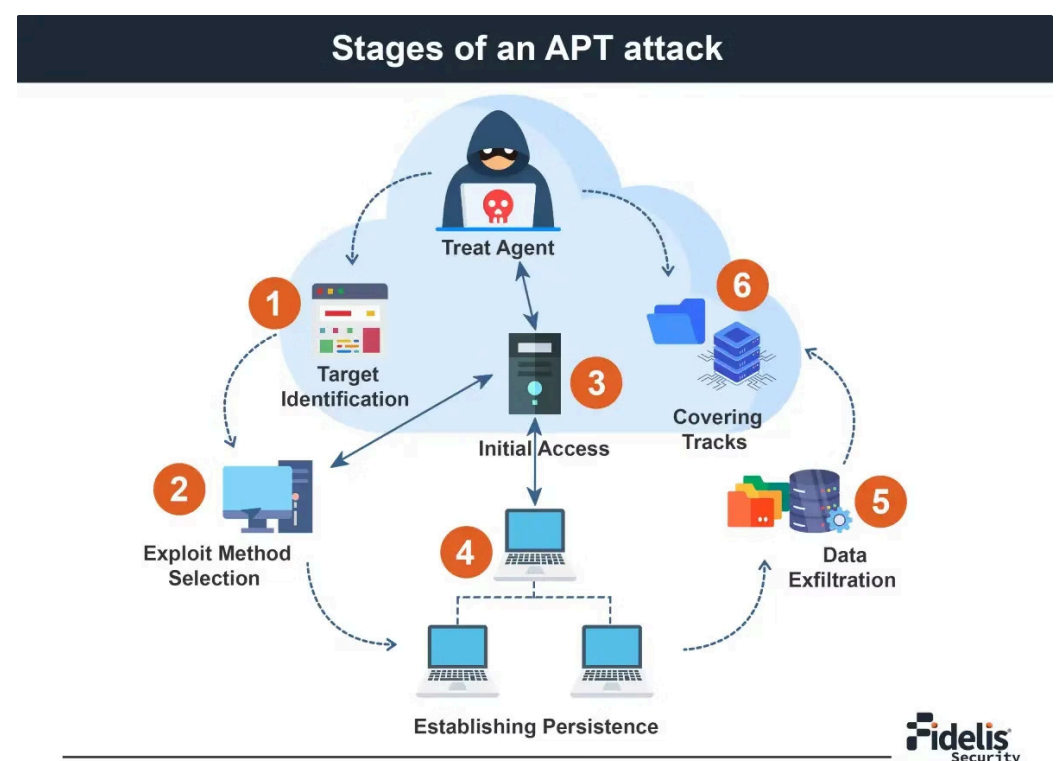 Stages of an APT attack
Treat Agent
1
Target
Identification
2
Exploit Method
Selection
3
Initial Access
4
Establishing Persistence
5
Data
Exfiltration
6
Covering
Tracks
Fidelis
Security